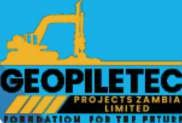 GEOPILETEC
PROJECTS ZAMBIA
LIMITED
FOUNDATION FOR THE FUTURE